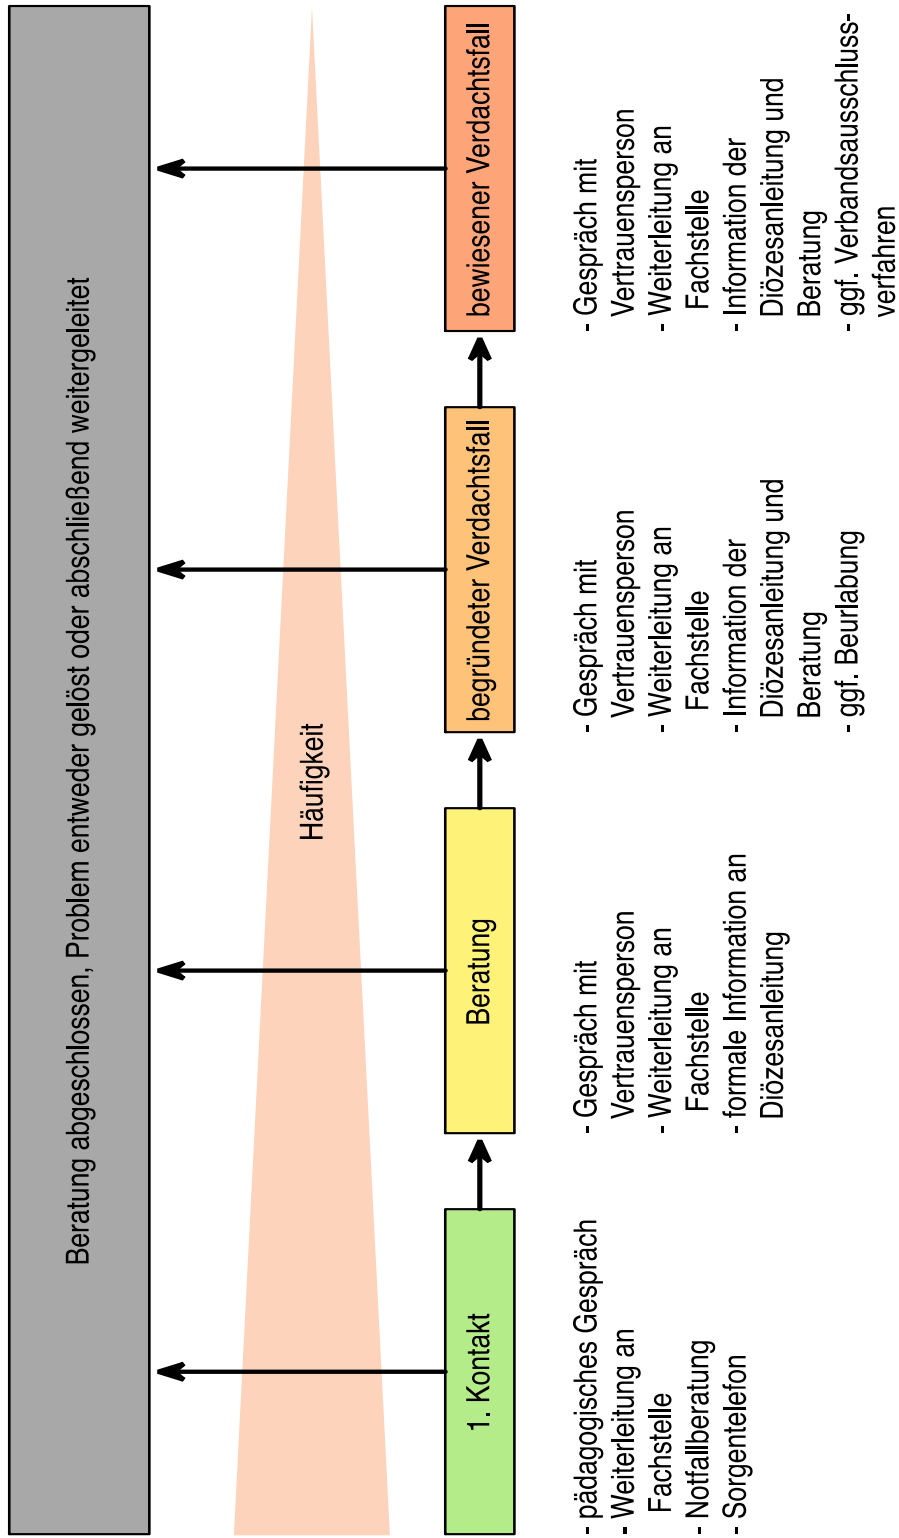 Beratung abgeschlossen, Problem entweder gelöst oder abschließend weitergeleitet
Häufigkeit
1. Kontakt
Beratung
begründeter Verdachtsfall
bewiesener Verdachtsfall
- pädagogisches Gespräch
- Weiterleitung an
Fachstelle
- Notfallberatung
- Sorgentelefon
- Gespräch mit
Vertrauensperson
- Weiterleitung an
Fachstelle
- formale Information an
Diözesanleitung
- Gespräch mit
Vertrauensperson
- Weiterleitung an
Fachstelle
- Information der
Diözesanleitung und
Beratung
- ggf. Beurlabung
- Gespräch mit
Vertrauensperson
- Weiterleitung an
Fachstelle
- Information der
Diözesanleitung und
Beratung
- ggf. Verbandsausschluss-
verfahren